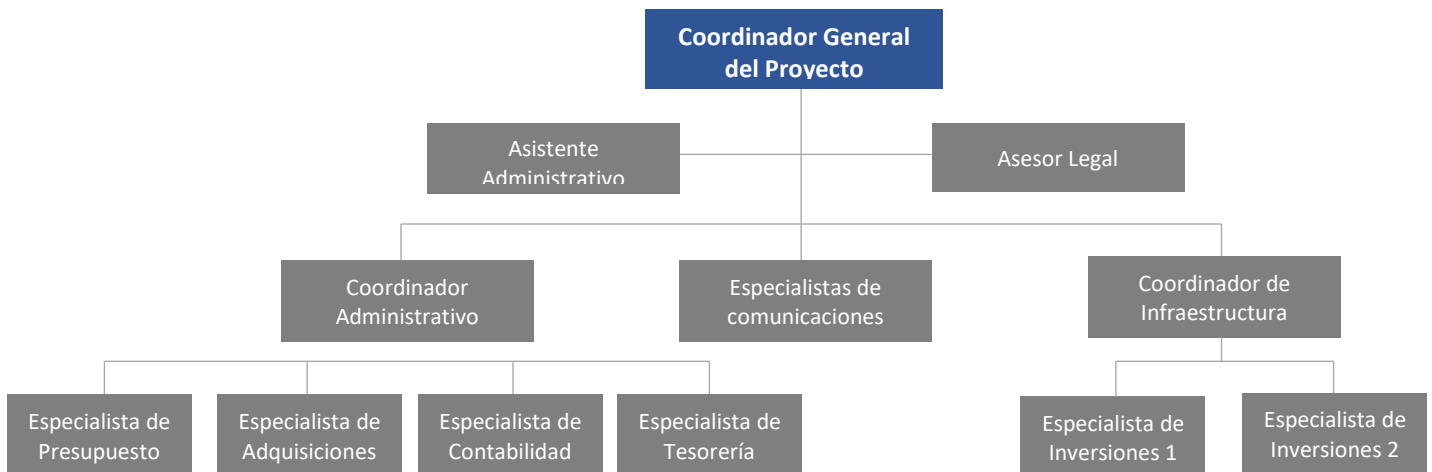 Coordinador General
del Proyecto
Asistente
Administrativo
Asesor Legal
Coordinador
Administrativo
Especialistas de
comunicaciones
Coordinador de
Infraestructura
Especialista de
Presupuesto
Especialista de
Adquisiciones
Especialista de
Contabilidad
Especialista de
Tesorería
Especialista de
Inversiones 1
Especialista de
Inversiones 2